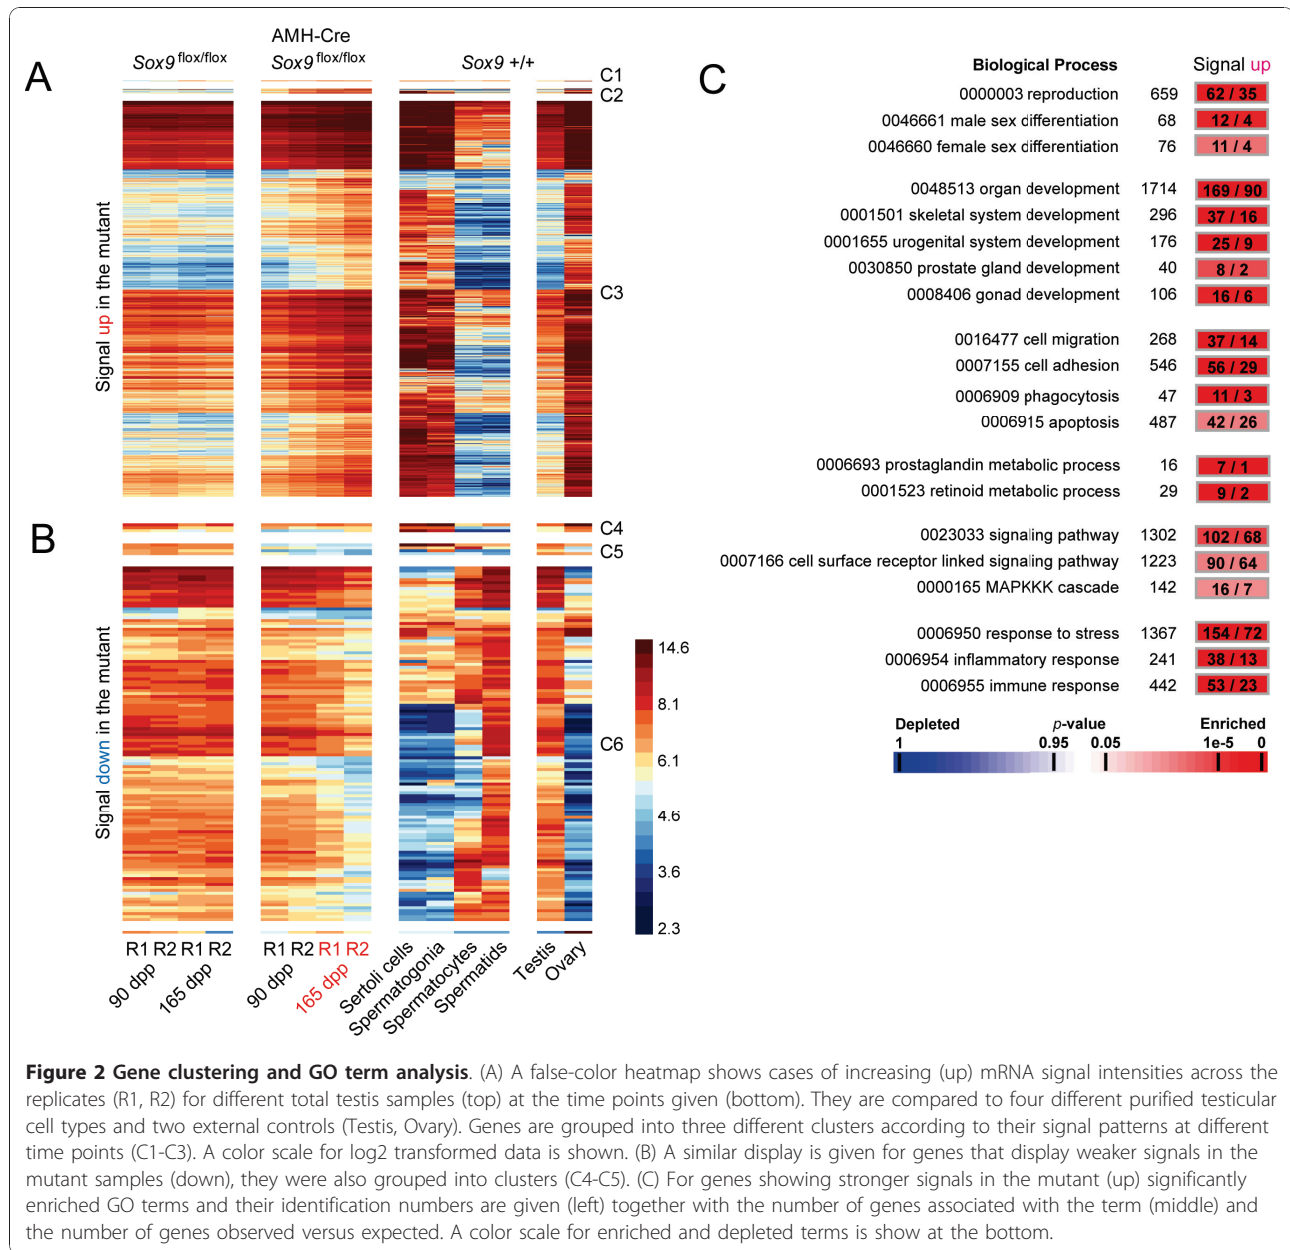 A
Sox9 flox/flox
AMH-Cre
Sox9 flox/flox
Sox9 +/+
C1
C2
C3
Signal up in the mutant
B
C4
C5
C6
Signal down in the mutant
14.6
8.1
6.1
4.6
3.6
2.3
R1 R2 R1 R2
90 dpp
165 dpp
R1 R2 R1 R2
90 dpp
165 dpp
Sertoli cells
Spermatogonia
Spermatocytes
Spermatids
Testis
Ovary
C
Biological Process Signal up
0000003 reproduction 659 62 / 35
0046661 male sex differentiation 68 12 / 4
0046660 female sex differentiation 76 11 / 4
0048513 organ development 1714 169 / 90
0001501 skeletal system development 296 37 / 16
0001655 urogenital system development 176 25 / 9
0030850 prostate gland development 40 8 / 2
0008406 gonad development 106 16 / 6
0016477 cell migration 268 37 / 14
0007155 cell adhesion 546 56 / 29
0006909 phagocytosis 47 11 / 3
0006915 apoptosis 487 42 / 26
0006693 prostaglandin metabolic process 16 7 / 1
0001523 retinoid metabolic process 29 9 / 2
0023033 signaling pathway 1302 102 / 68
0007166 cell surface receptor linked signaling pathway 1223 90 / 64
0000165 MAPKKK cascade 142 16 / 7
0006950 response to stress 1367 154 / 72
0006954 inflammatory response 241 38 / 13
0006955 immune response 442 53 / 23
Depleted p-value Enriched
1 0.95 0.05 1e-5 0
Figure 2 Gene clustering and GO term analysis. (A) A false-color heatmap shows cases of increasing (up) mRNA signal intensities across the
replicates (R1, R2) for different total testis samples (top) at the time points given (bottom). They are compared to four different purified testicular
cell types and two external controls (Testis, Ovary). Genes are grouped into three different clusters according to their signal patterns at different
time points (C1-C3). A color scale for log2 transformed data is shown. (B) A similar display is given for genes that display weaker signals in the
mutant samples (down), they were also grouped into clusters (C4-C5). (C) For genes showing stronger signals in the mutant (up) significantly
enriched GO terms and their identification numbers are given (left) together with the number of genes associated with the term (middle) and
the number of genes observed versus expected. A color scale for enriched and depleted terms is show at the bottom.